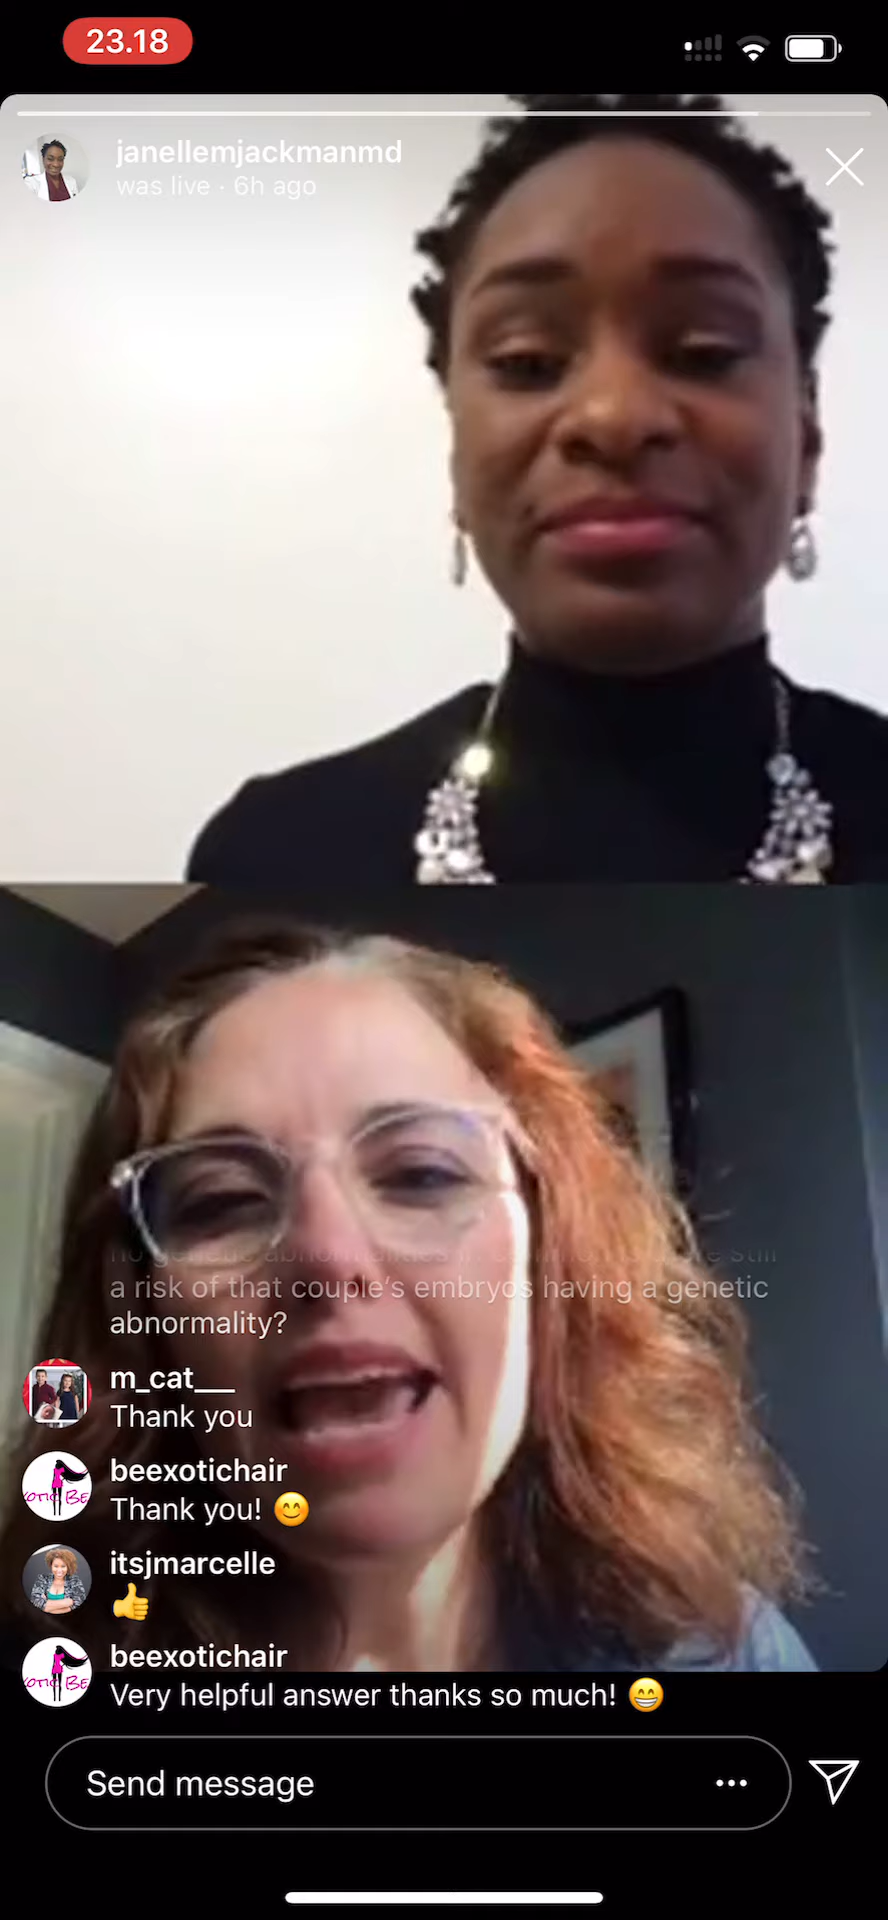 23.18
janellemjackmanmd
was live · 6h ago
a risk of that couple's embryos having a genetic
abnormality?
m_cat___
Thank you
beexotichair
Thank you! 😊
itsjmarcelle
👍
beexotichair
Very helpful answer thanks so much! 😁
Send message